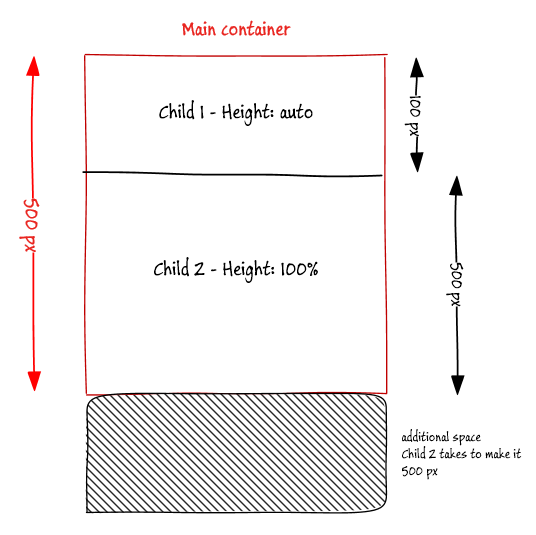 Main container
Child 1 - Height: auto
100 px
500 px
Child 2 - Height: 100%
500 px
additional space
Child 2 takes to make it
500 px